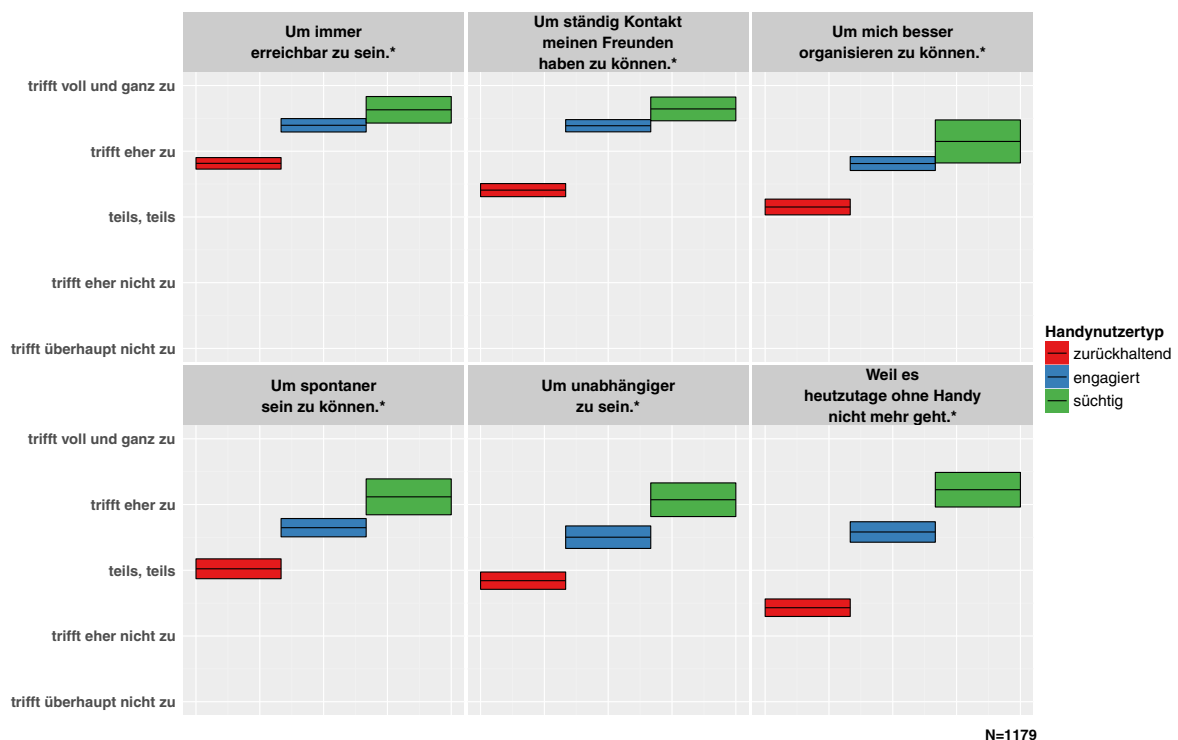 Um immer
erreichbar zu sein.*
Um ständig Kontakt
meinen Freunden
haben zu können.*
Um mich besser
organisieren zu können.*
trifft voll und ganz zu
trifft eher zu
teils, teils
trifft eher nicht zu
trifft überhaupt nicht zu
Um spontaner
sein zu können.*
Um unabhängiger
zu sein.*
Weil es
heutzutage ohne Handy
nicht mehr geht.*
trifft voll und ganz zu
trifft eher zu
teils, teils
trifft eher nicht zu
trifft überhaupt nicht zu
Handynutzertyp
zurückhaltend
engagiert
süchtig
N=1179